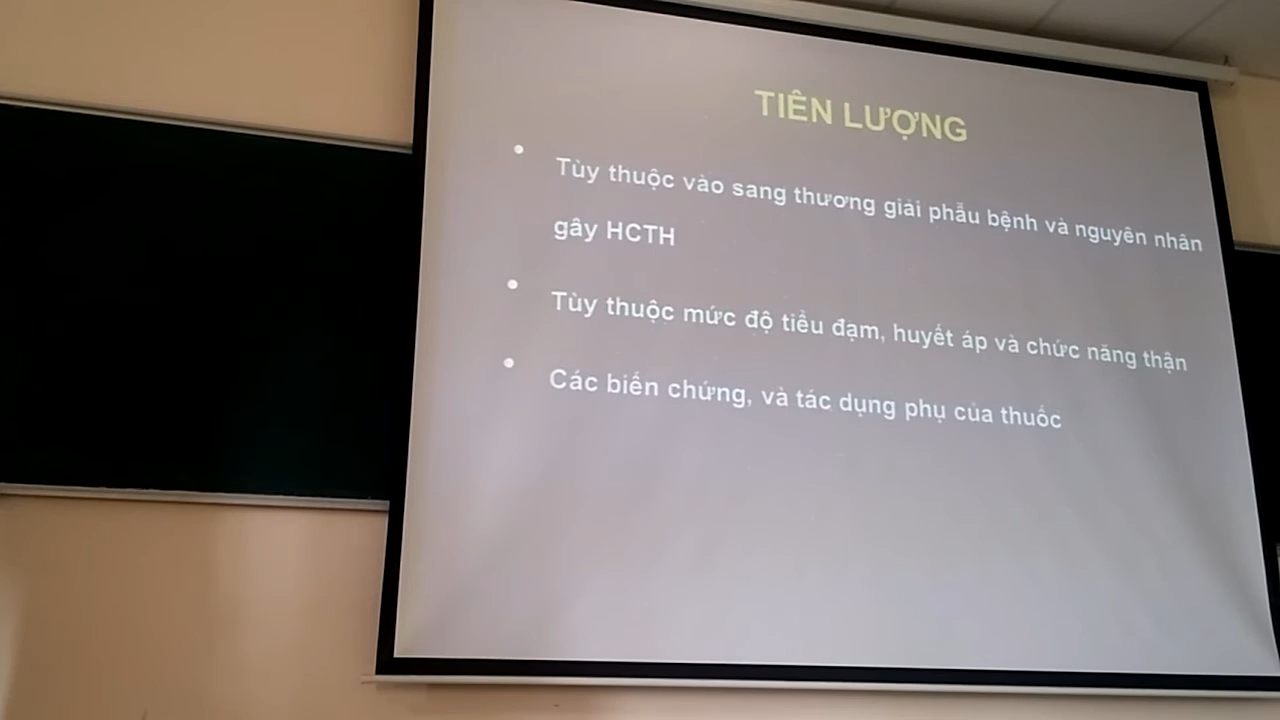 TIÊN LƯỢNG
• Tùy thuộc vào sang thương giải phẫu bệnh và nguyên nhân
gây HCTH
• Tùy thuộc mức độ tiểu đạm, huyết áp và chức năng thận
• Các biến chứng, và tác dụng phụ của thuốc